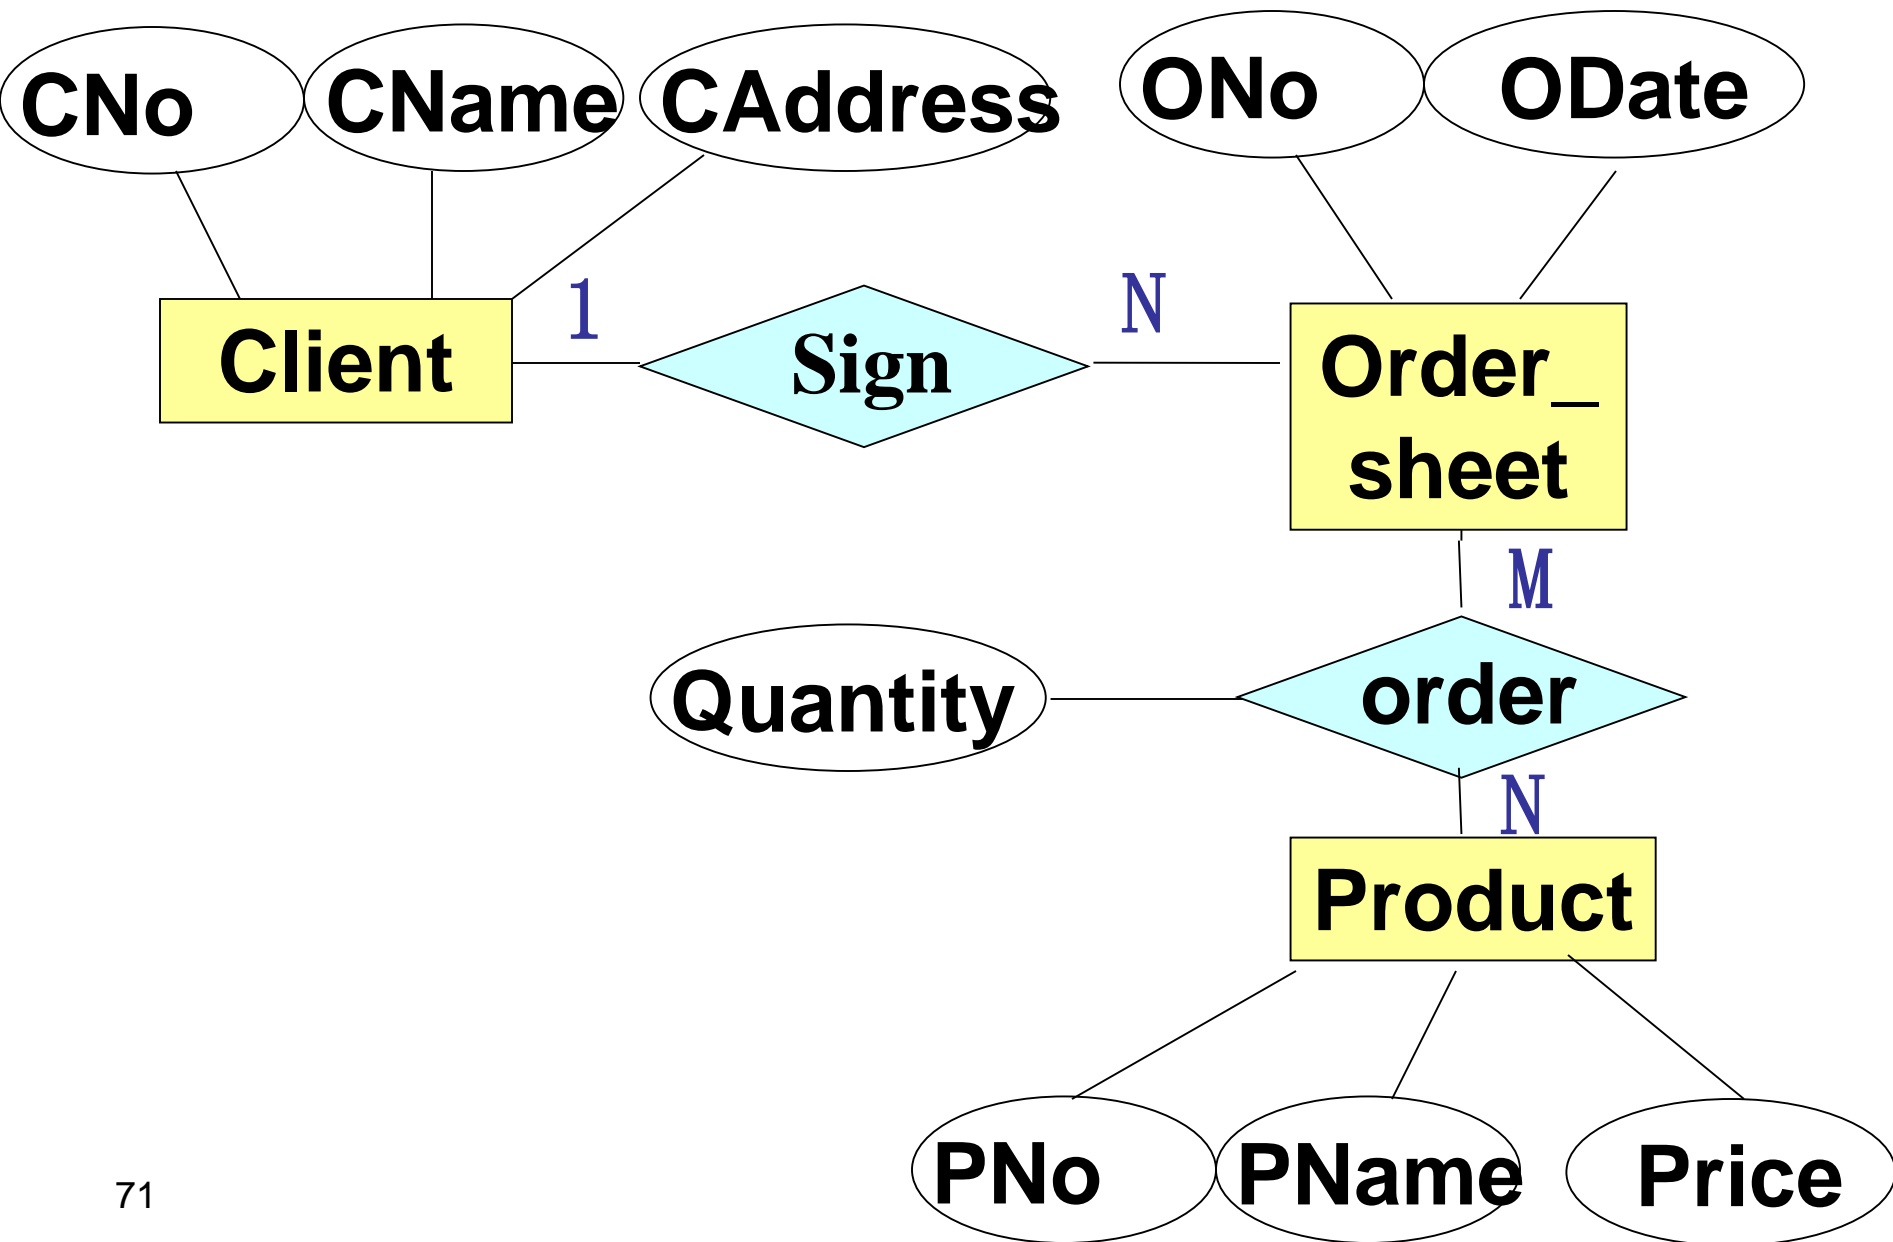 CNo
CName
CAddress
ONo
ODate
1
N
Client
Sign
Order_
sheet
M
Quantity
order
N
Product
PNo
PName
Price
71